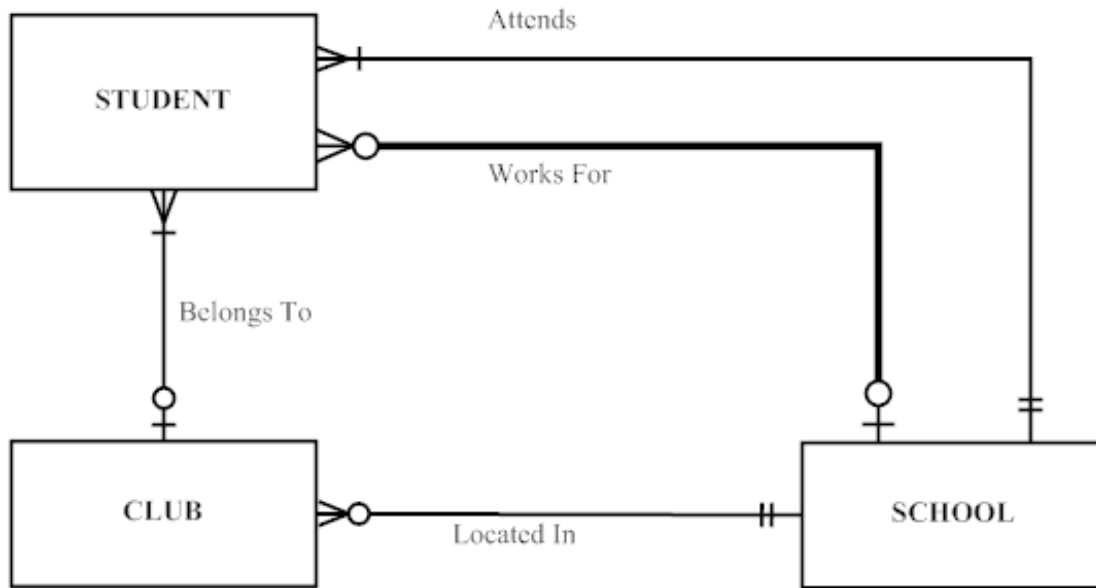 Attends
STUDENT
Works For
Belongs To
CLUB
SCHOOL
Located In